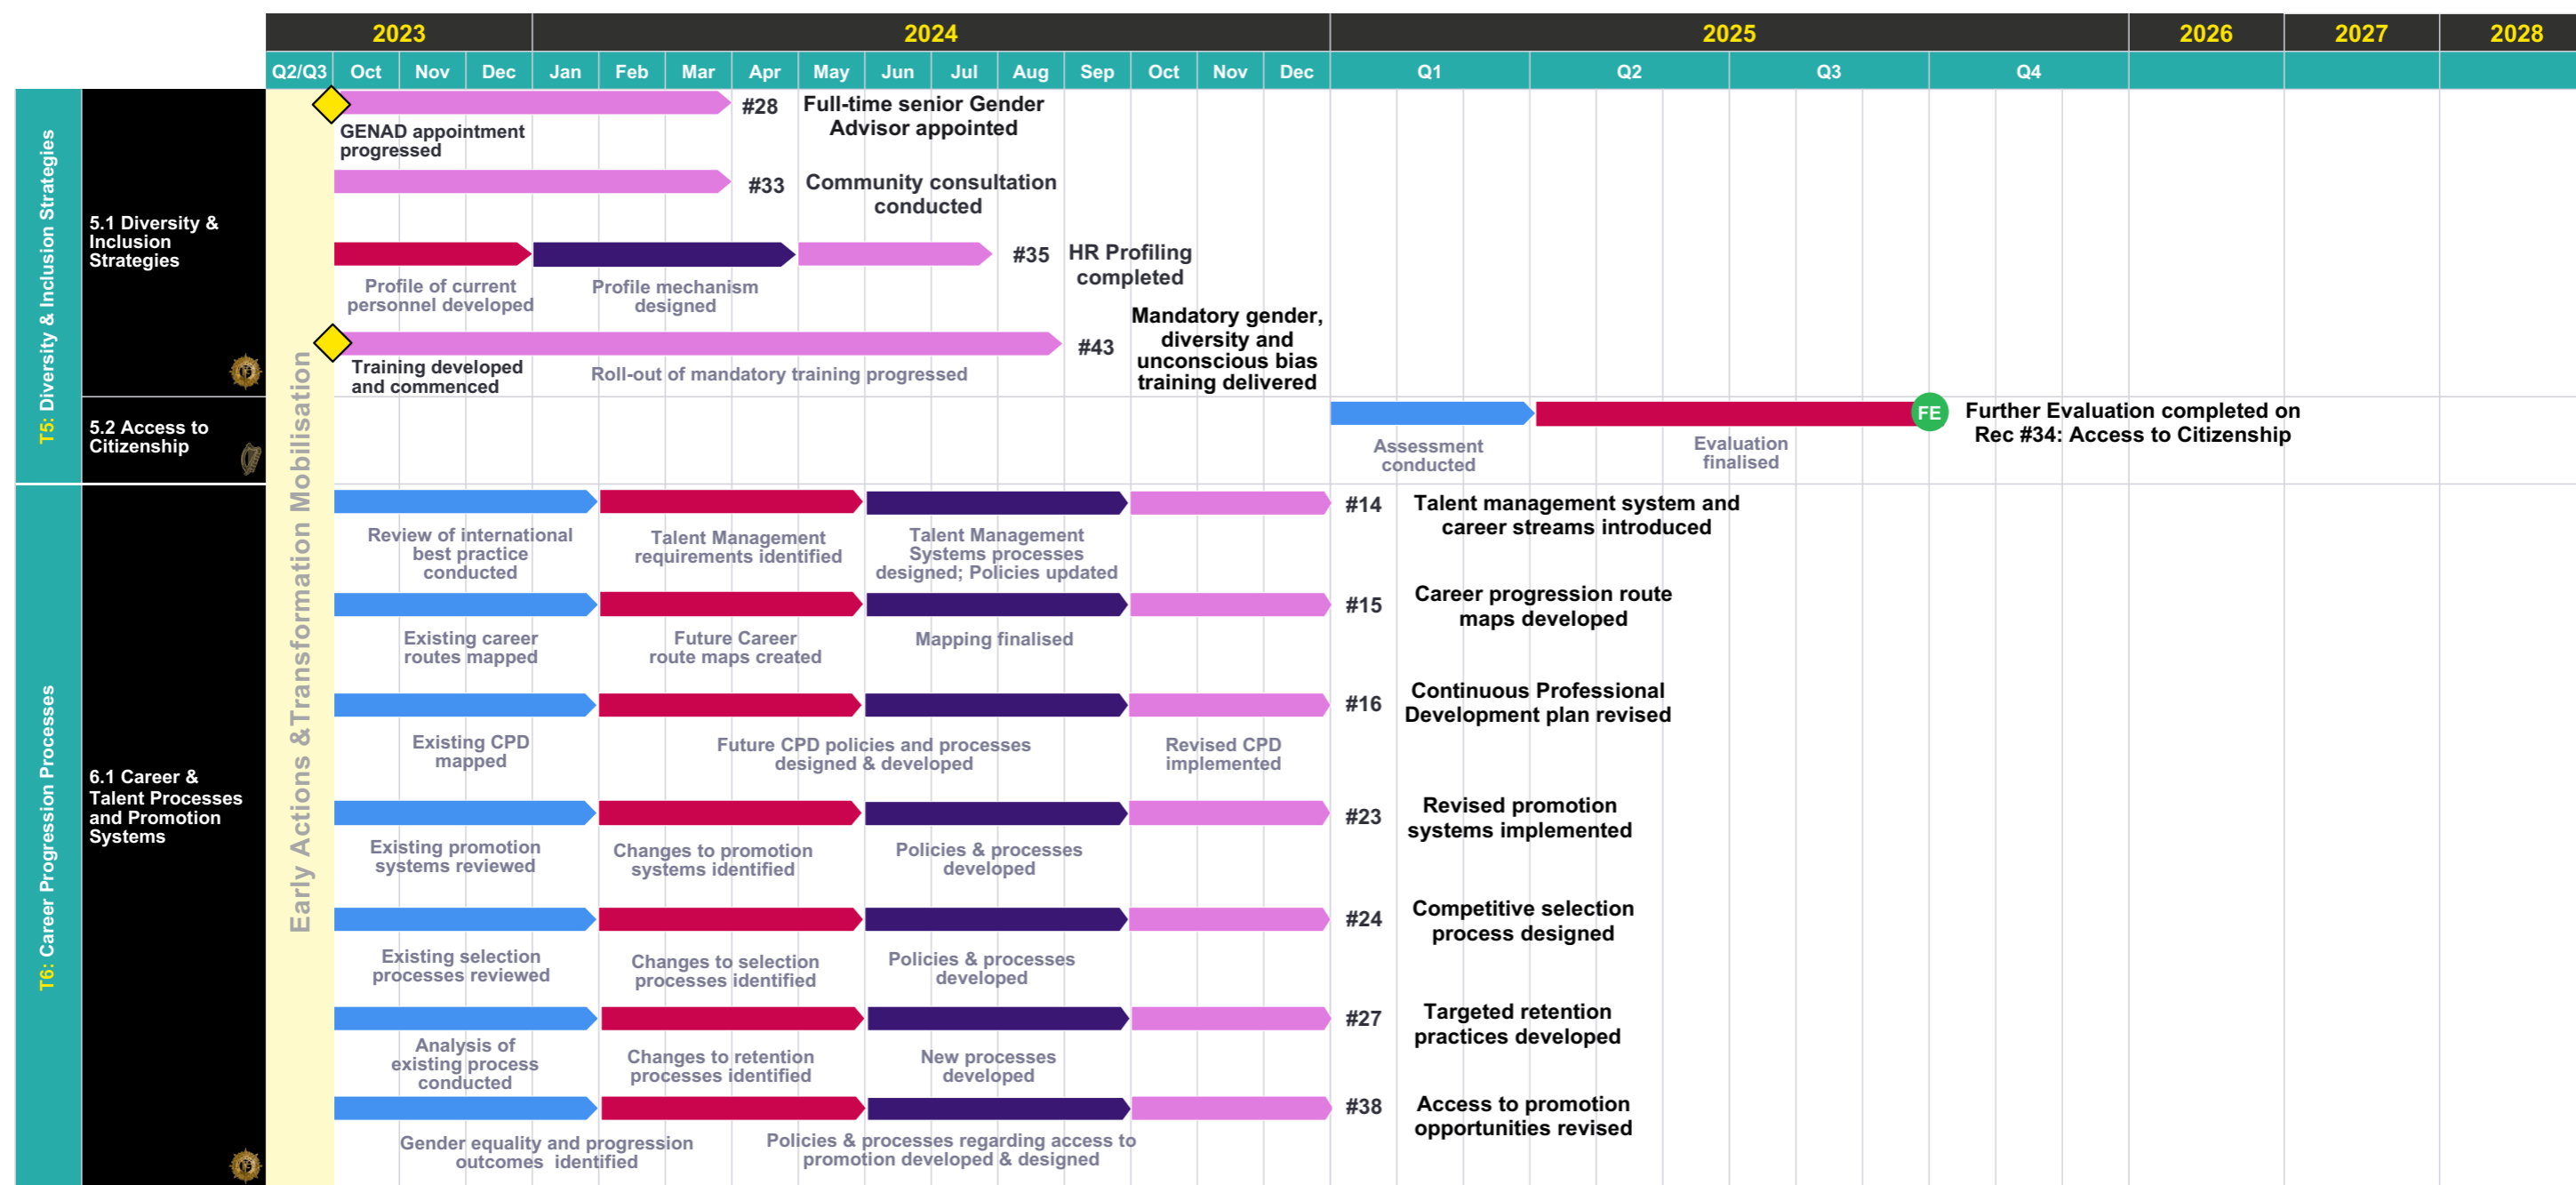 2023
2024
2025
2026
2027
2028
Q2/Q3
Oct
Nov
Dec
Jan
Feb
Mar
Apr
May
Jun
Jul
Aug
Sep
Oct
Nov
Dec
Q1
Q2
Q3
Q4
T5: Diversity & Inclusion Strategies
5.1 Diversity &
Inclusion
Strategies
Early Actions & Transformation Mobilisation
GENAD appointment
progressed
#28
Full-time senior Gender
Advisor appointed
#33
Community consultation
conducted
Profile of current
personnel developed
Profile mechanism
designed
#35
HR Profiling
completed
Training developed
and commenced
Roll-out of mandatory training progressed
#43
Mandatory gender,
diversity and
unconscious bias
training delivered
5.2 Access to
Citizenship
Assessment
conducted
Evaluation
finalised
FE
Further Evaluation completed on
Rec #34: Access to Citizenship
T6: Career Progression Processes
6.1 Career &
Talent Processes
and Promotion
Systems
Review of international
best practice
conducted
Talent Management
requirements identified
Talent Management
Systems processes
designed; Policies updated
#14
Talent management system and
career streams introduced
Existing career
routes mapped
Future Career
route maps created
Mapping finalised
#15
Career progression route
maps developed
Existing CPD
mapped
Future CPD policies and processes
designed & developed
Revised CPD
implemented
#16
Continuous Professional
Development plan revised
Existing promotion
systems reviewed
Changes to promotion
systems identified
Policies & processes
developed
#23
Revised promotion
systems implemented
Existing selection
processes reviewed
Changes to selection
processes identified
Policies & processes
developed
#24
Competitive selection
process designed
Analysis of
existing process
conducted
Changes to retention
processes identified
New processes
developed
#27
Targeted retention
practices developed
Gender equality and progression
outcomes identified
Policies & processes regarding access to
promotion developed & designed
#38
Access to promotion
opportunities revised